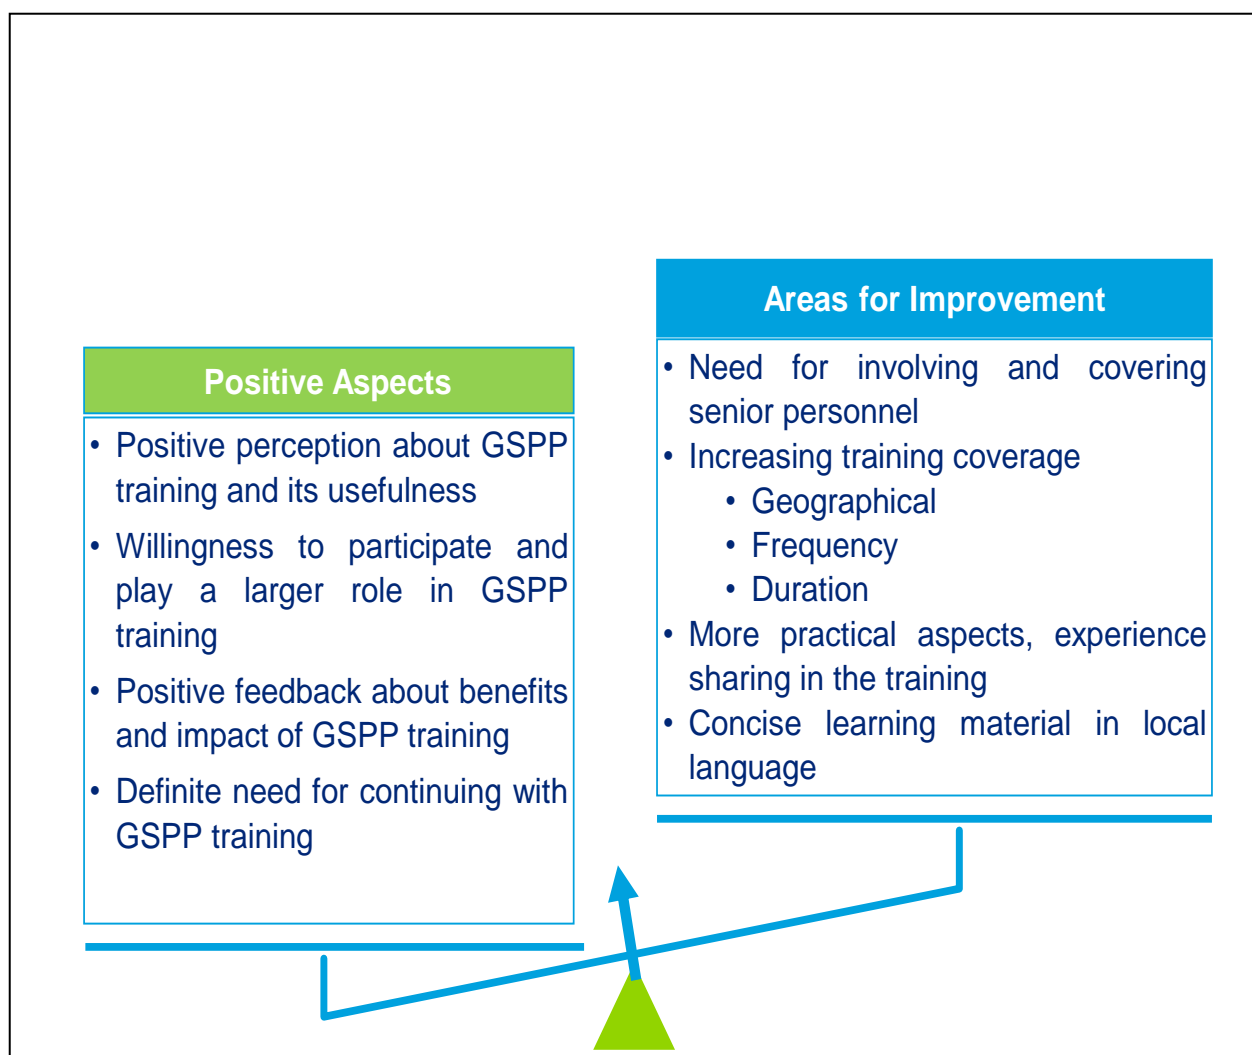 Positive Aspects
• Positive perception about GSPP
training and its usefulness
• Willingness to participate and
play a larger role in GSPP
training
• Positive feedback about benefits
and impact of GSPP training
• Definite need for continuing with
GSPP training
Areas for Improvement
• Need for involving and covering
senior personnel
• Increasing training coverage
• Geographical
• Frequency
• Duration
• More practical aspects, experience
sharing in the training
• Concise learning material in local
language